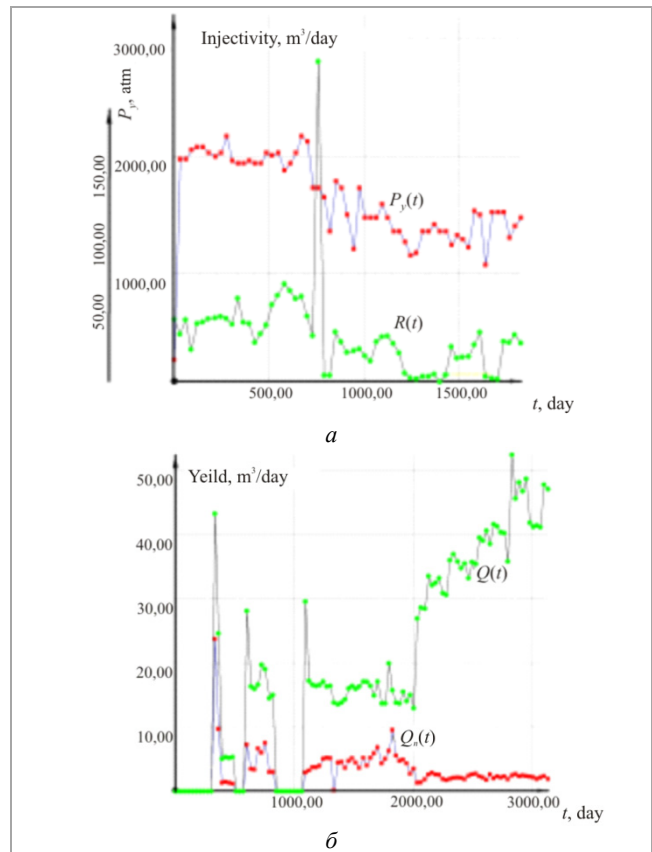 Injectivity, m³/day
3000,00
2000,00
1000,00
P_y, atm
150,00
100,00
50,00
P_y(t)
R(t)
500,00 1000,00 1500,00
t, day
а
Yeild, m³/day
50,00
40,00
30,00
20,00
10,00
Q(t)
Q_н(t)
1000,00 2000,00 3000,00
t, day
б